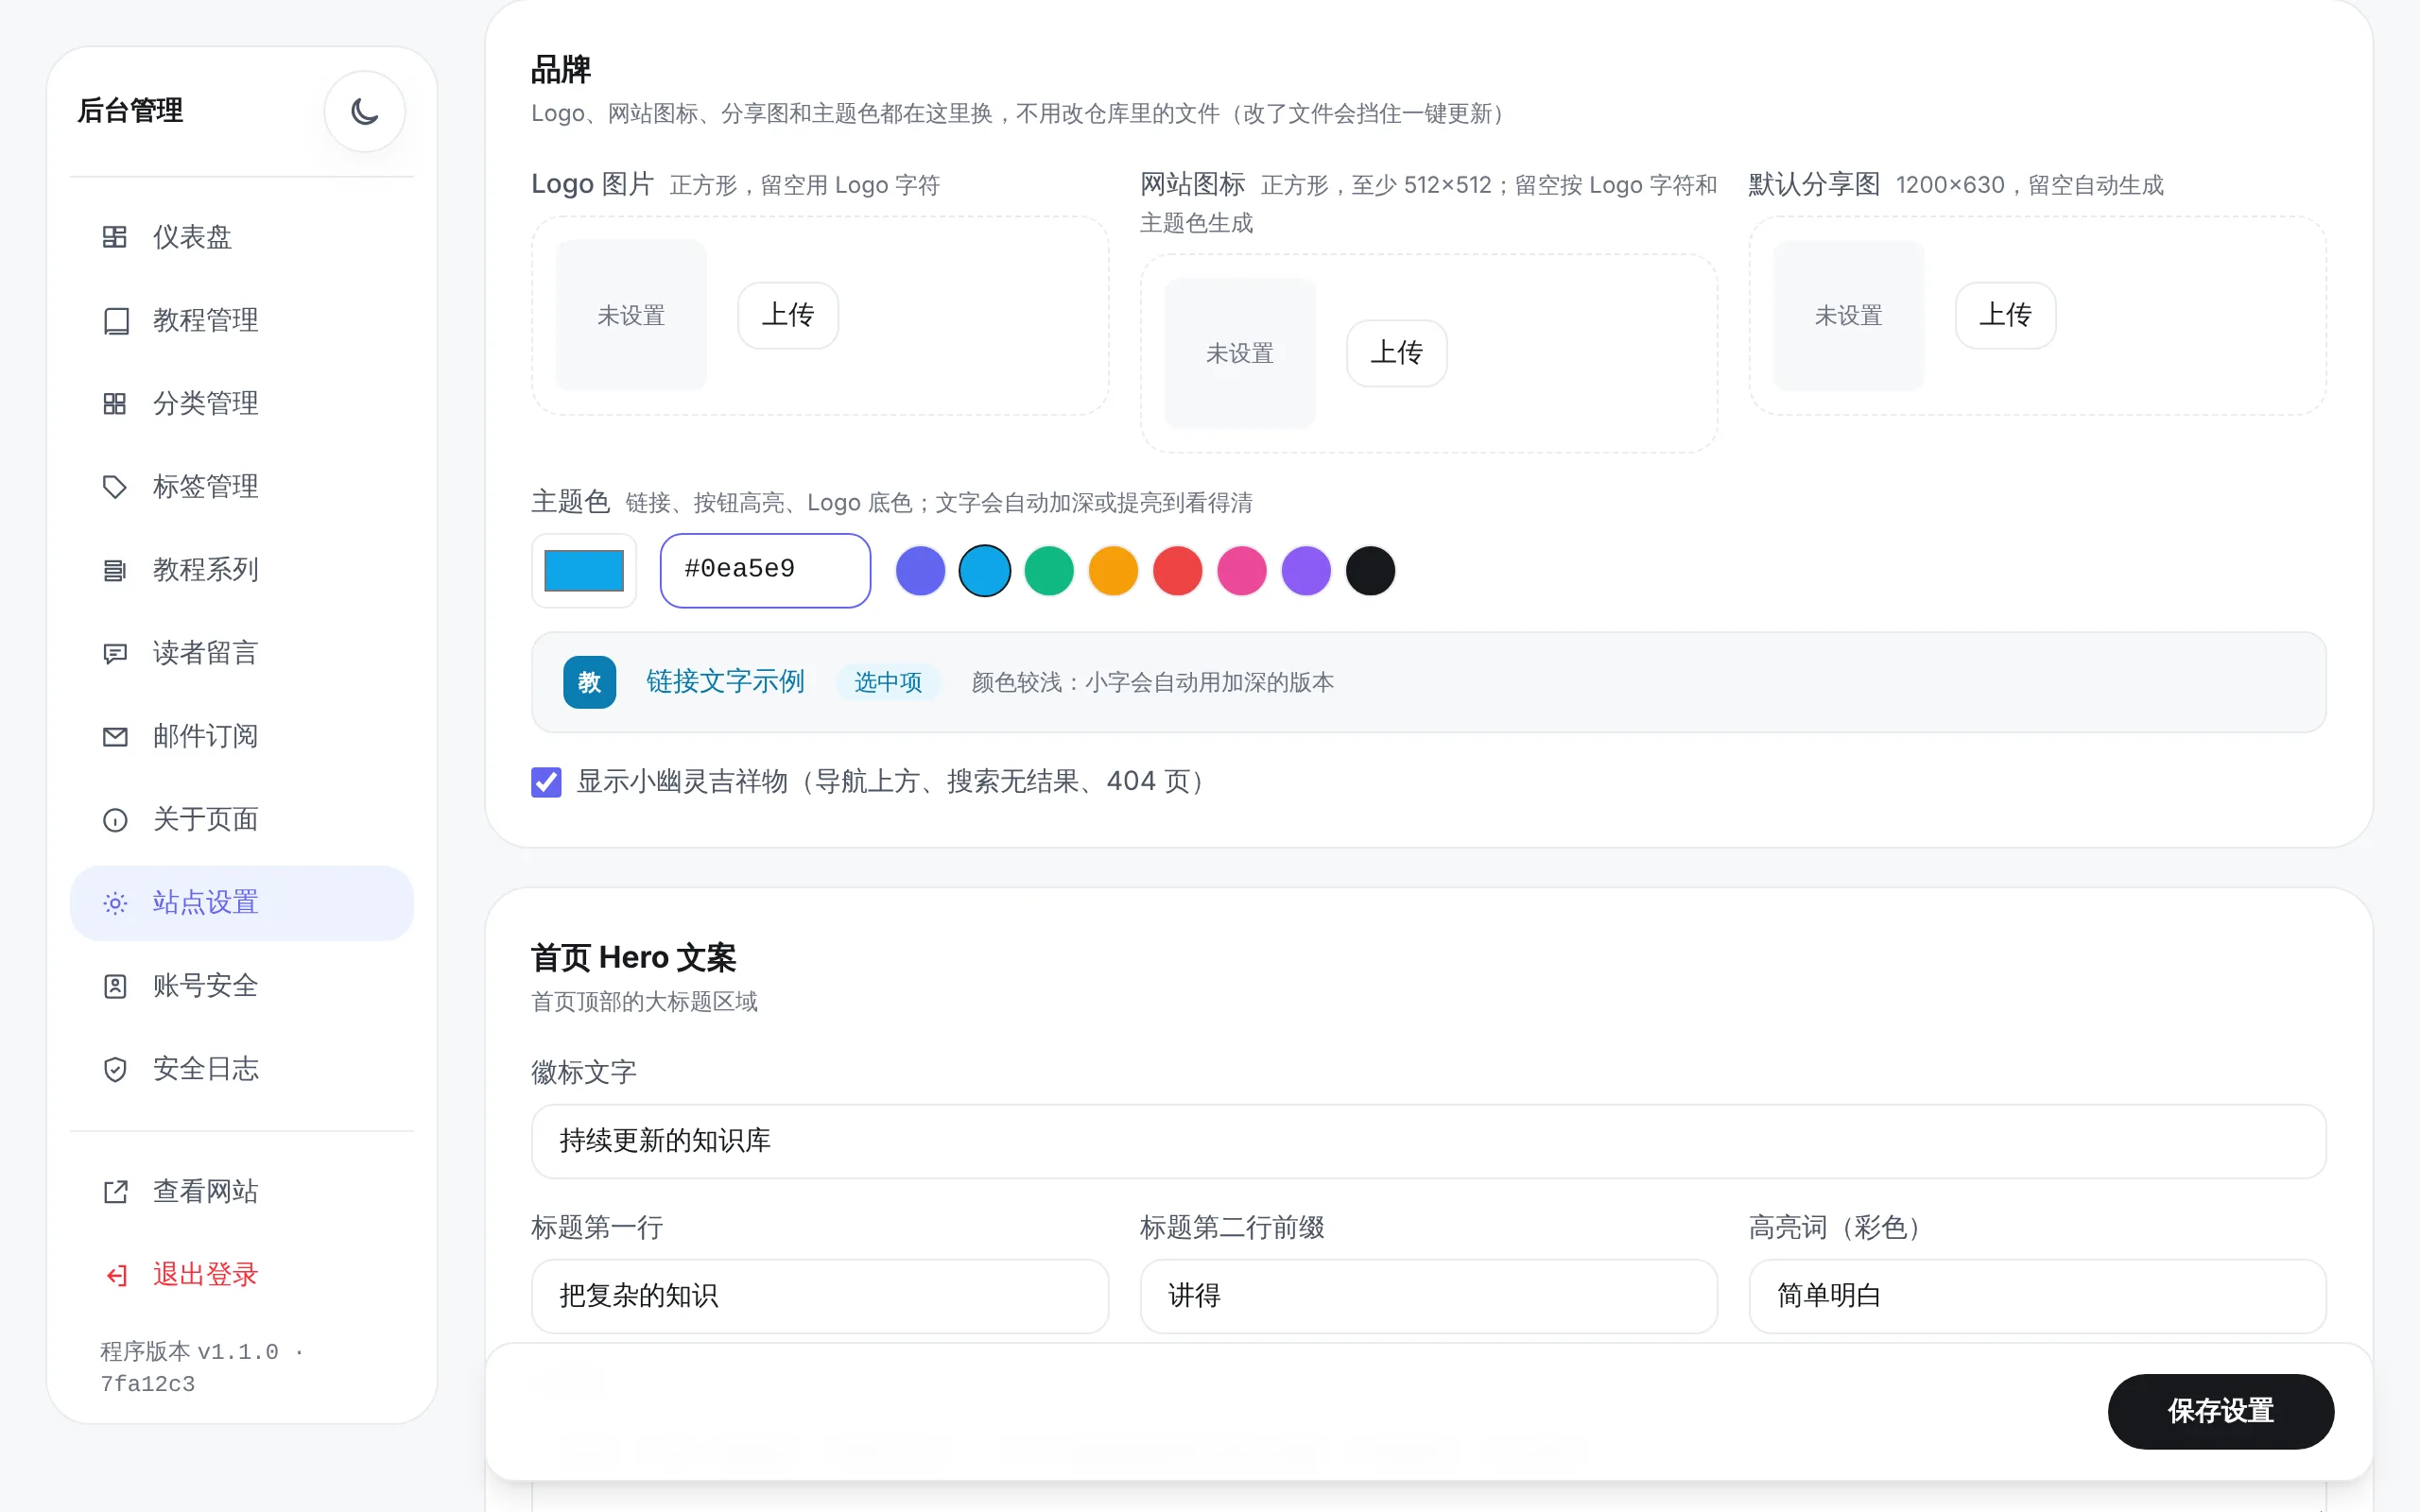 后台管理
仪表盘
教程管理
分类管理
标签管理
教程系列
读者留言
邮件订阅
关于页面
站点设置
账号安全
安全日志
查看网站
退出登录
程序版本 v1.1.0 ·
7fa12c3
品牌
Logo、网站图标、分享图和主题色都在这里换，不用改仓库里的文件（改了文件会挡住一键更新）
Logo 图片 正方形，留空用 Logo 字符
未设置 上传
网站图标 正方形，至少 512×512；留空按 Logo 字符和
主题色生成
未设置 上传
默认分享图 1200×630，留空自动生成
未设置 上传
主题色 链接、按钮高亮、Logo 底色；文字会自动加深或提亮到看得清
#0ea5e9
教 链接文字示例 选中项 颜色较浅：小字会自动用加深的版本
显示小幽灵吉祥物（导航上方、搜索无结果、404 页）
首页 Hero 文案
首页顶部的大标题区域
徽标文字
持续更新的知识库
标题第一行
把复杂的知识
标题第二行前缀
讲得
高亮词（彩色）
简单明白
保存设置